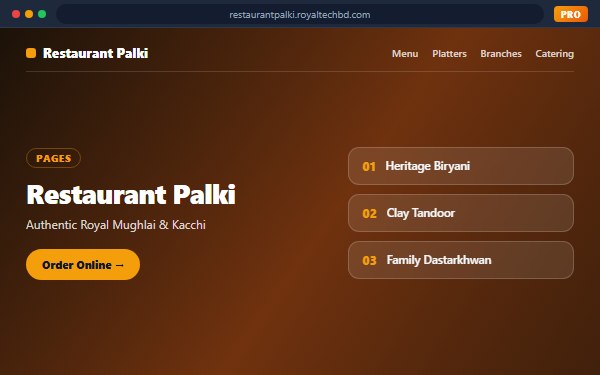 restaurantpalki.royaltechbd.com
PRO
Restaurant Palki
Menu Platters Branches Catering
PAGES
Restaurant Palki
Authentic Royal Mughlai & Kacchi
Order Online →
01 Heritage Biryani
02 Clay Tandoor
03 Family Dastarkhwan